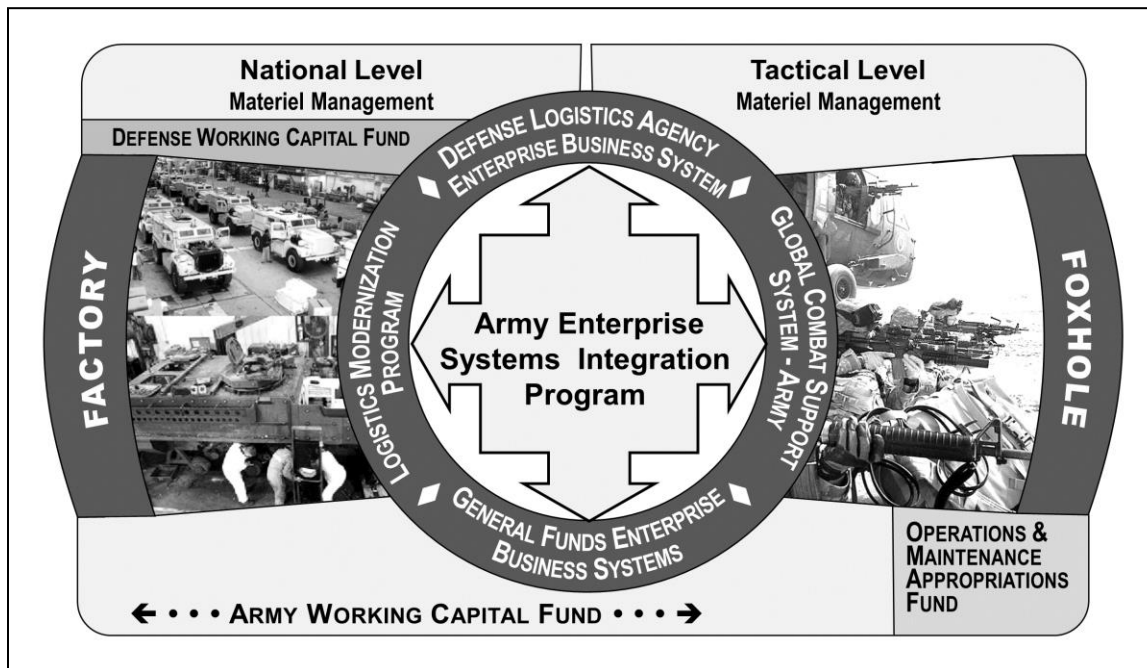 National Level
Materiel Management
DEFENSE WORKING CAPITAL FUND
Tactical Level
Materiel Management
DEFENSE LOGISTICS AGENCY
ENTERPRISE BUSINESS SYSTEM
FACTORY
LOGISTICS MODERNIZATION
PROGRAM
Army Enterprise
Systems Integration
Program
GLOBAL COMBAT SUPPORT
SYSTEM - ARMY
FOXHOLE
GENERAL FUNDS ENTERPRISE
BUSINESS SYSTEMS
OPERATIONS &
MAINTENANCE
APPROPRIATIONS
FUND
← • • • ARMY WORKING CAPITAL FUND • • • →